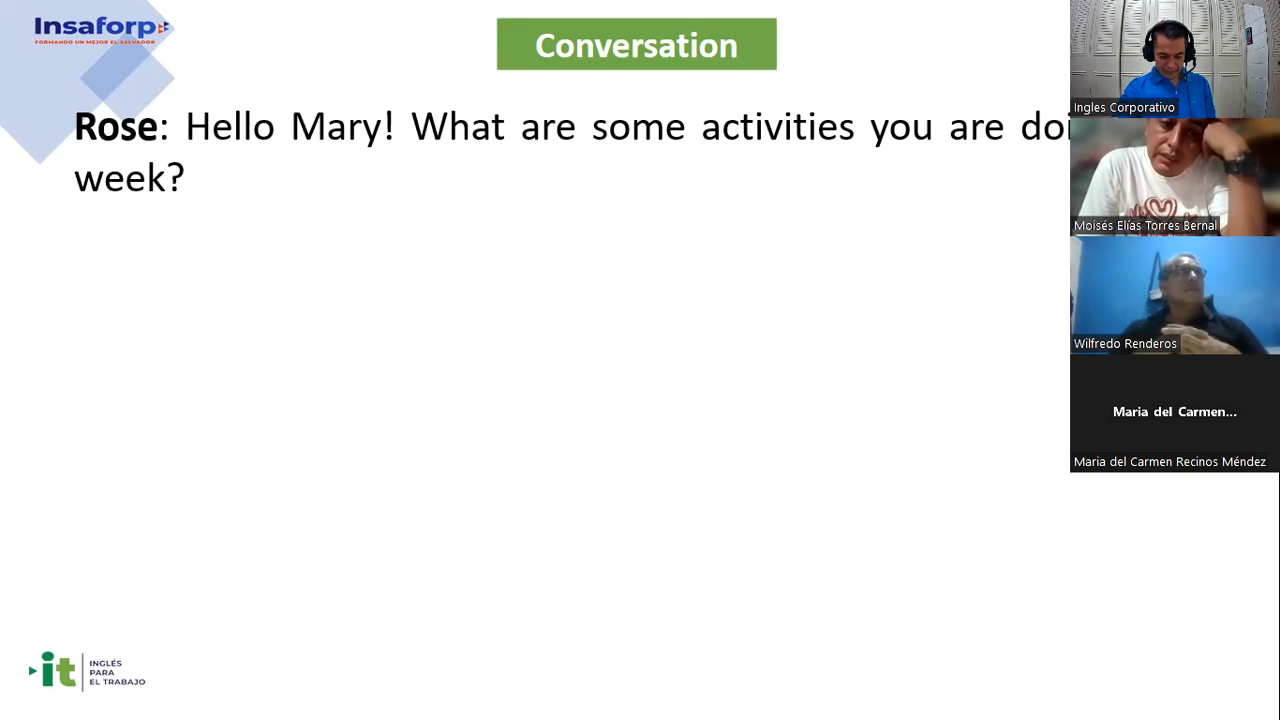 Insaforp
FORMANDO UN MEJOR EL SALVADOR
Conversation
Rose: Hello Mary! What are some activities you are doi
week?
Ingles Corporativo
Moisés Elías Torres Bernal
Wilfredo Renderos
Maria del Carmen...
Maria del Carmen Recinos Méndez
it
INGLÉS
PARA
EL TRABAJO